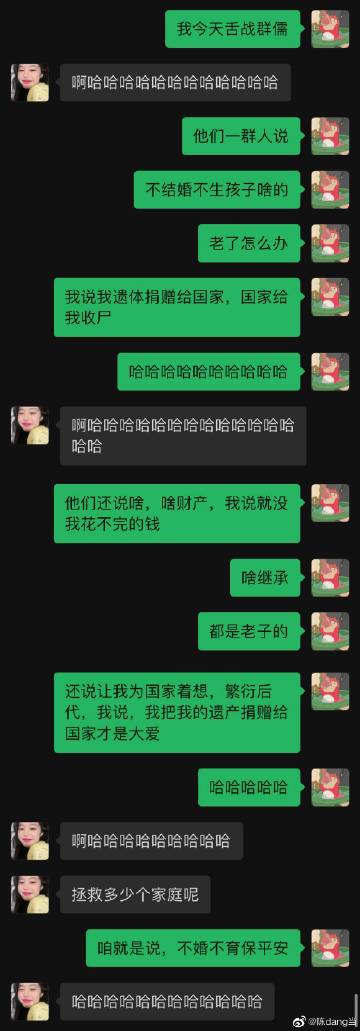 我今天舌战群儒
啊哈哈哈哈哈哈哈哈哈哈哈哈
他们一群人说
不结婚不生孩子啥的
老了怎么办
我说我遗体捐赠给国家，国家给
我收尸
哈哈哈哈哈哈哈哈哈哈
啊哈哈哈哈哈哈哈哈哈哈哈哈哈
哈哈
他们还说啥，啥财产，我说就没
我花不完的钱
啥继承
都是老子的
还说让我为国家着想，繁衍后
代，我说，我把我的遗产捐赠给
国家才是大爱
哈哈哈哈哈
啊哈哈哈哈哈哈哈哈哈
拯救多少个家庭呢
咱就是说，不婚不育保平安
哈哈哈哈哈哈哈哈哈哈哈哈
@陈dang当